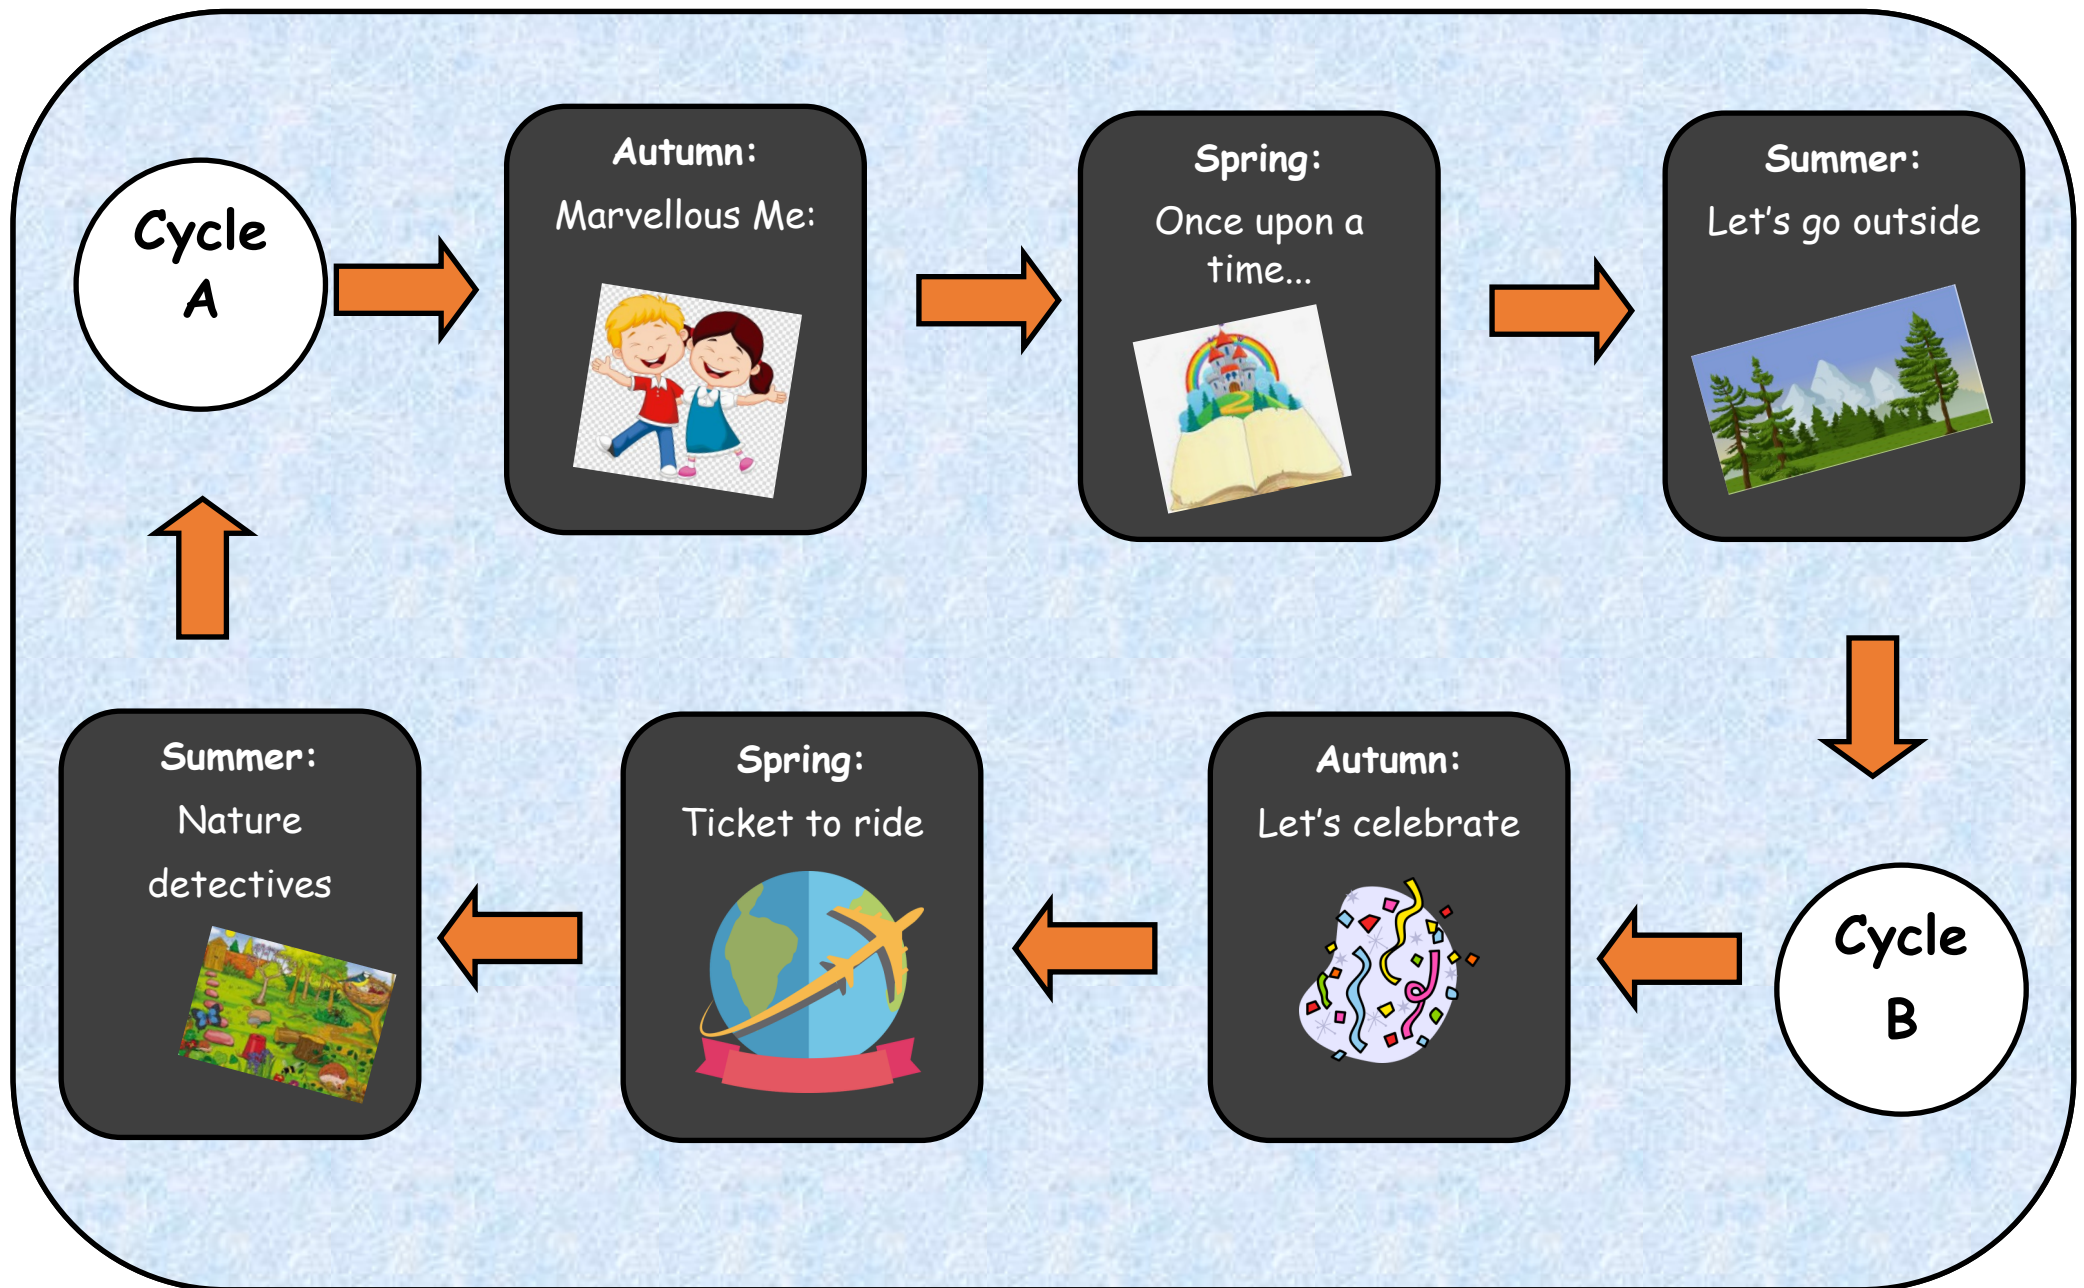 Cycle
A
Autumn:
Marvellous Me:
Spring:
Once upon a
time...
Summer:
Let's go outside
Summer:
Nature
detectives
Spring:
Ticket to ride
Autumn:
Let's celebrate
Cycle
B